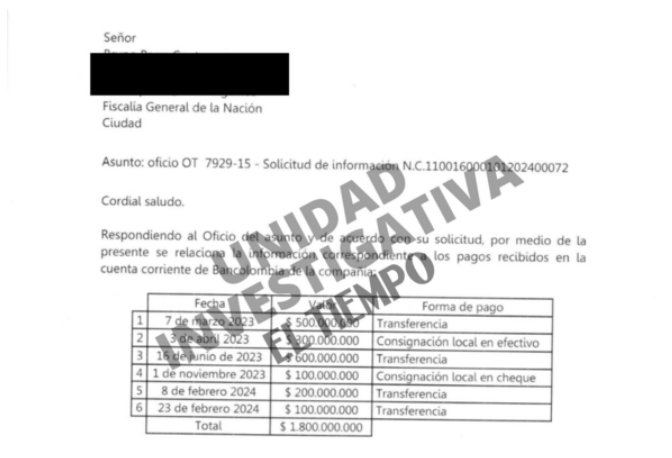 Señor
Fiscalía General de la Nación
Ciudad
Asunto: oficio OT 7929-15 - Solicitud de información N.C.110016000101202400072
Cordial saludo.
Respondiendo al Oficio del asunto y de acuerdo con su solicitud, por medio de la
presente se relaciona la información correspondiente a los pagos recibidos en la
cuenta corriente de Bancolombia de la compañía:
Fecha Valor Forma de pago
1 7 de marzo 2023 $ 500.000.000 Transferencia
2 3 de abril 2023 $ 300.000.000 Consignación local en efectivo
3 16 de junio de 2023 $ 600.000.000 Transferencia
4 1 de noviembre 2023 $ 100.000.000 Consignación local en cheque
5 8 de febrero 2024 $ 200.000.000 Transferencia
6 23 de febrero 2024 $ 100.000.000 Transferencia
Total $ 1.800.000.000
UNIDAD
INVESTIGATIVA
EL TIEMPO